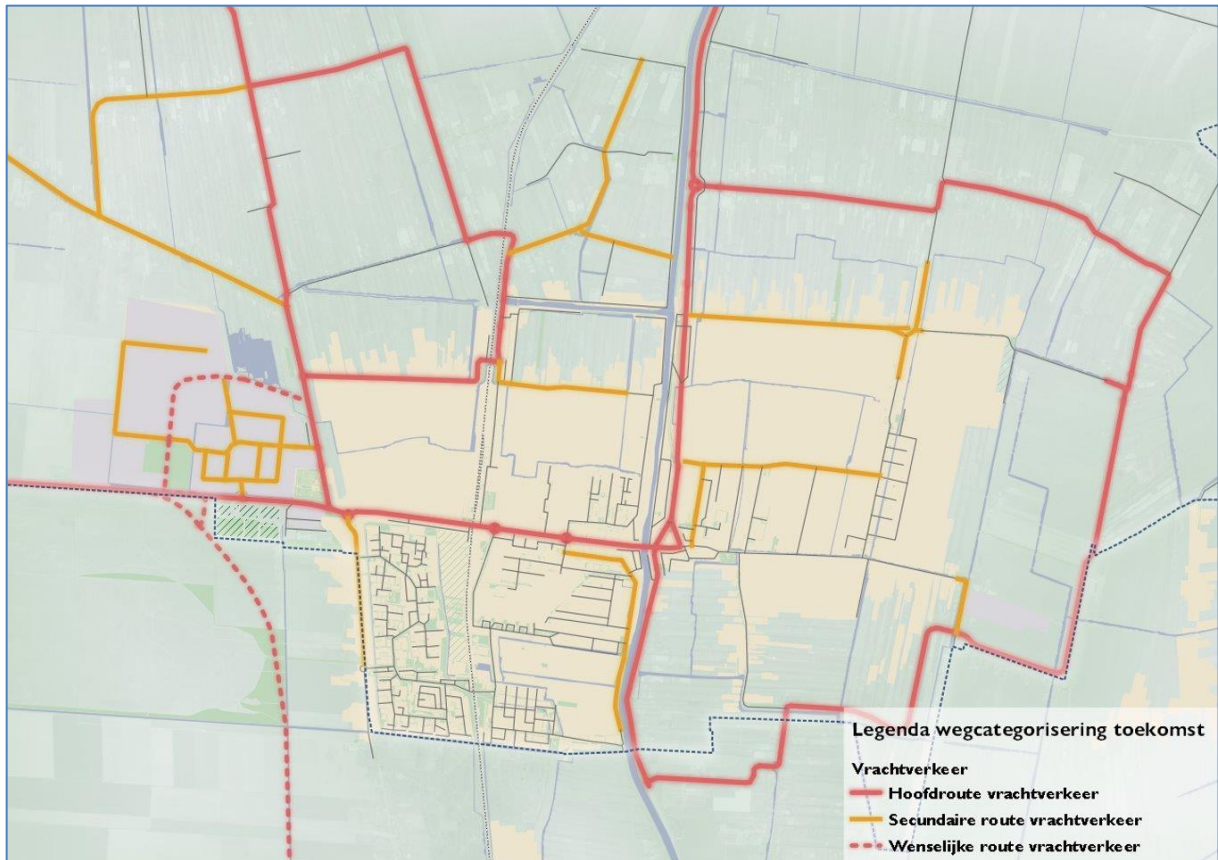 Legenda wegcategorisering toekomst
Vrachtverkeer
Hoofdroute vrachtverkeer
Secundaire route vrachtverkeer
Wenselijke route vrachtverkeer